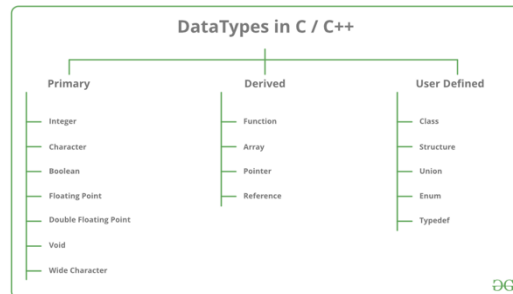 DataTypes in C / C++
Primary
Integer
Character
Boolean
Floating Point
Double Floating Point
Void
Wide Character
Derived
Function
Array
Pointer
Reference
User Defined
Class
Structure
Union
Enum
Typedef